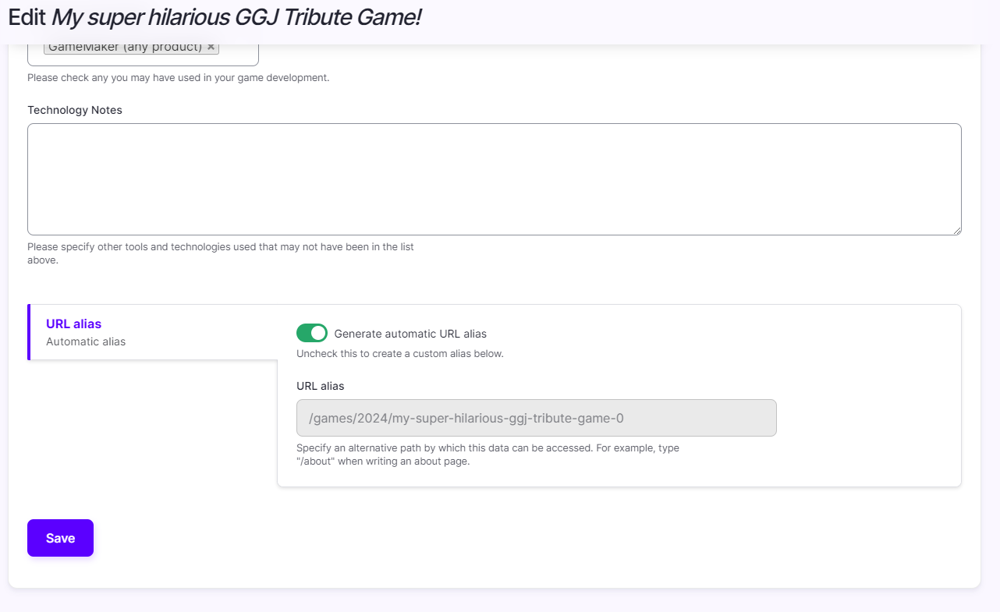 Edit My super hilarious GGJ Tribute Game!
GameMaker (any product) ×
Please check any you may have used in your game development.
Technology Notes
Please specify other tools and technologies used that may not have been in the list
above.
URL alias
Automatic alias
Generate automatic URL alias
Uncheck this to create a custom alias below.
URL alias
/games/2024/my-super-hilarious-ggj-tribute-game-0
Specify an alternative path by which this data can be accessed. For example, type
"/about" when writing an about page.
Save